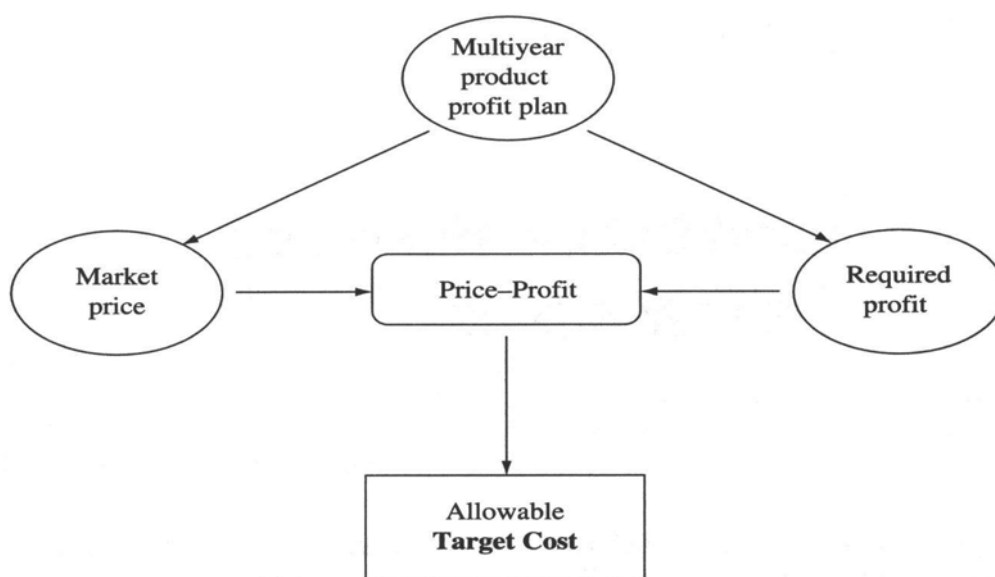 Multiyear
product
profit plan
Market
price
Price–Profit
Required
profit
Allowable
Target Cost